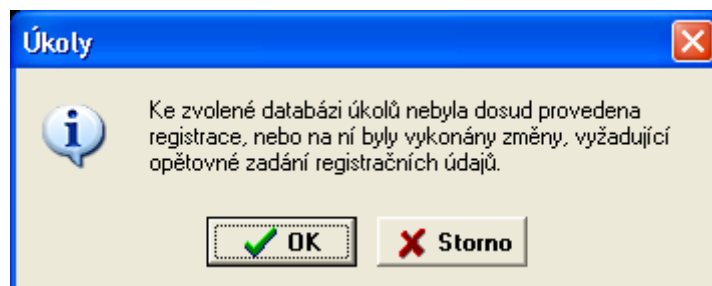 Úkoly
Ke zvolené databázi úkolů nebyla dosud provedena
registrace, nebo na ní byly vykonány změny, vyžadující
opětovné zadání registračních údajů.
OK Storno